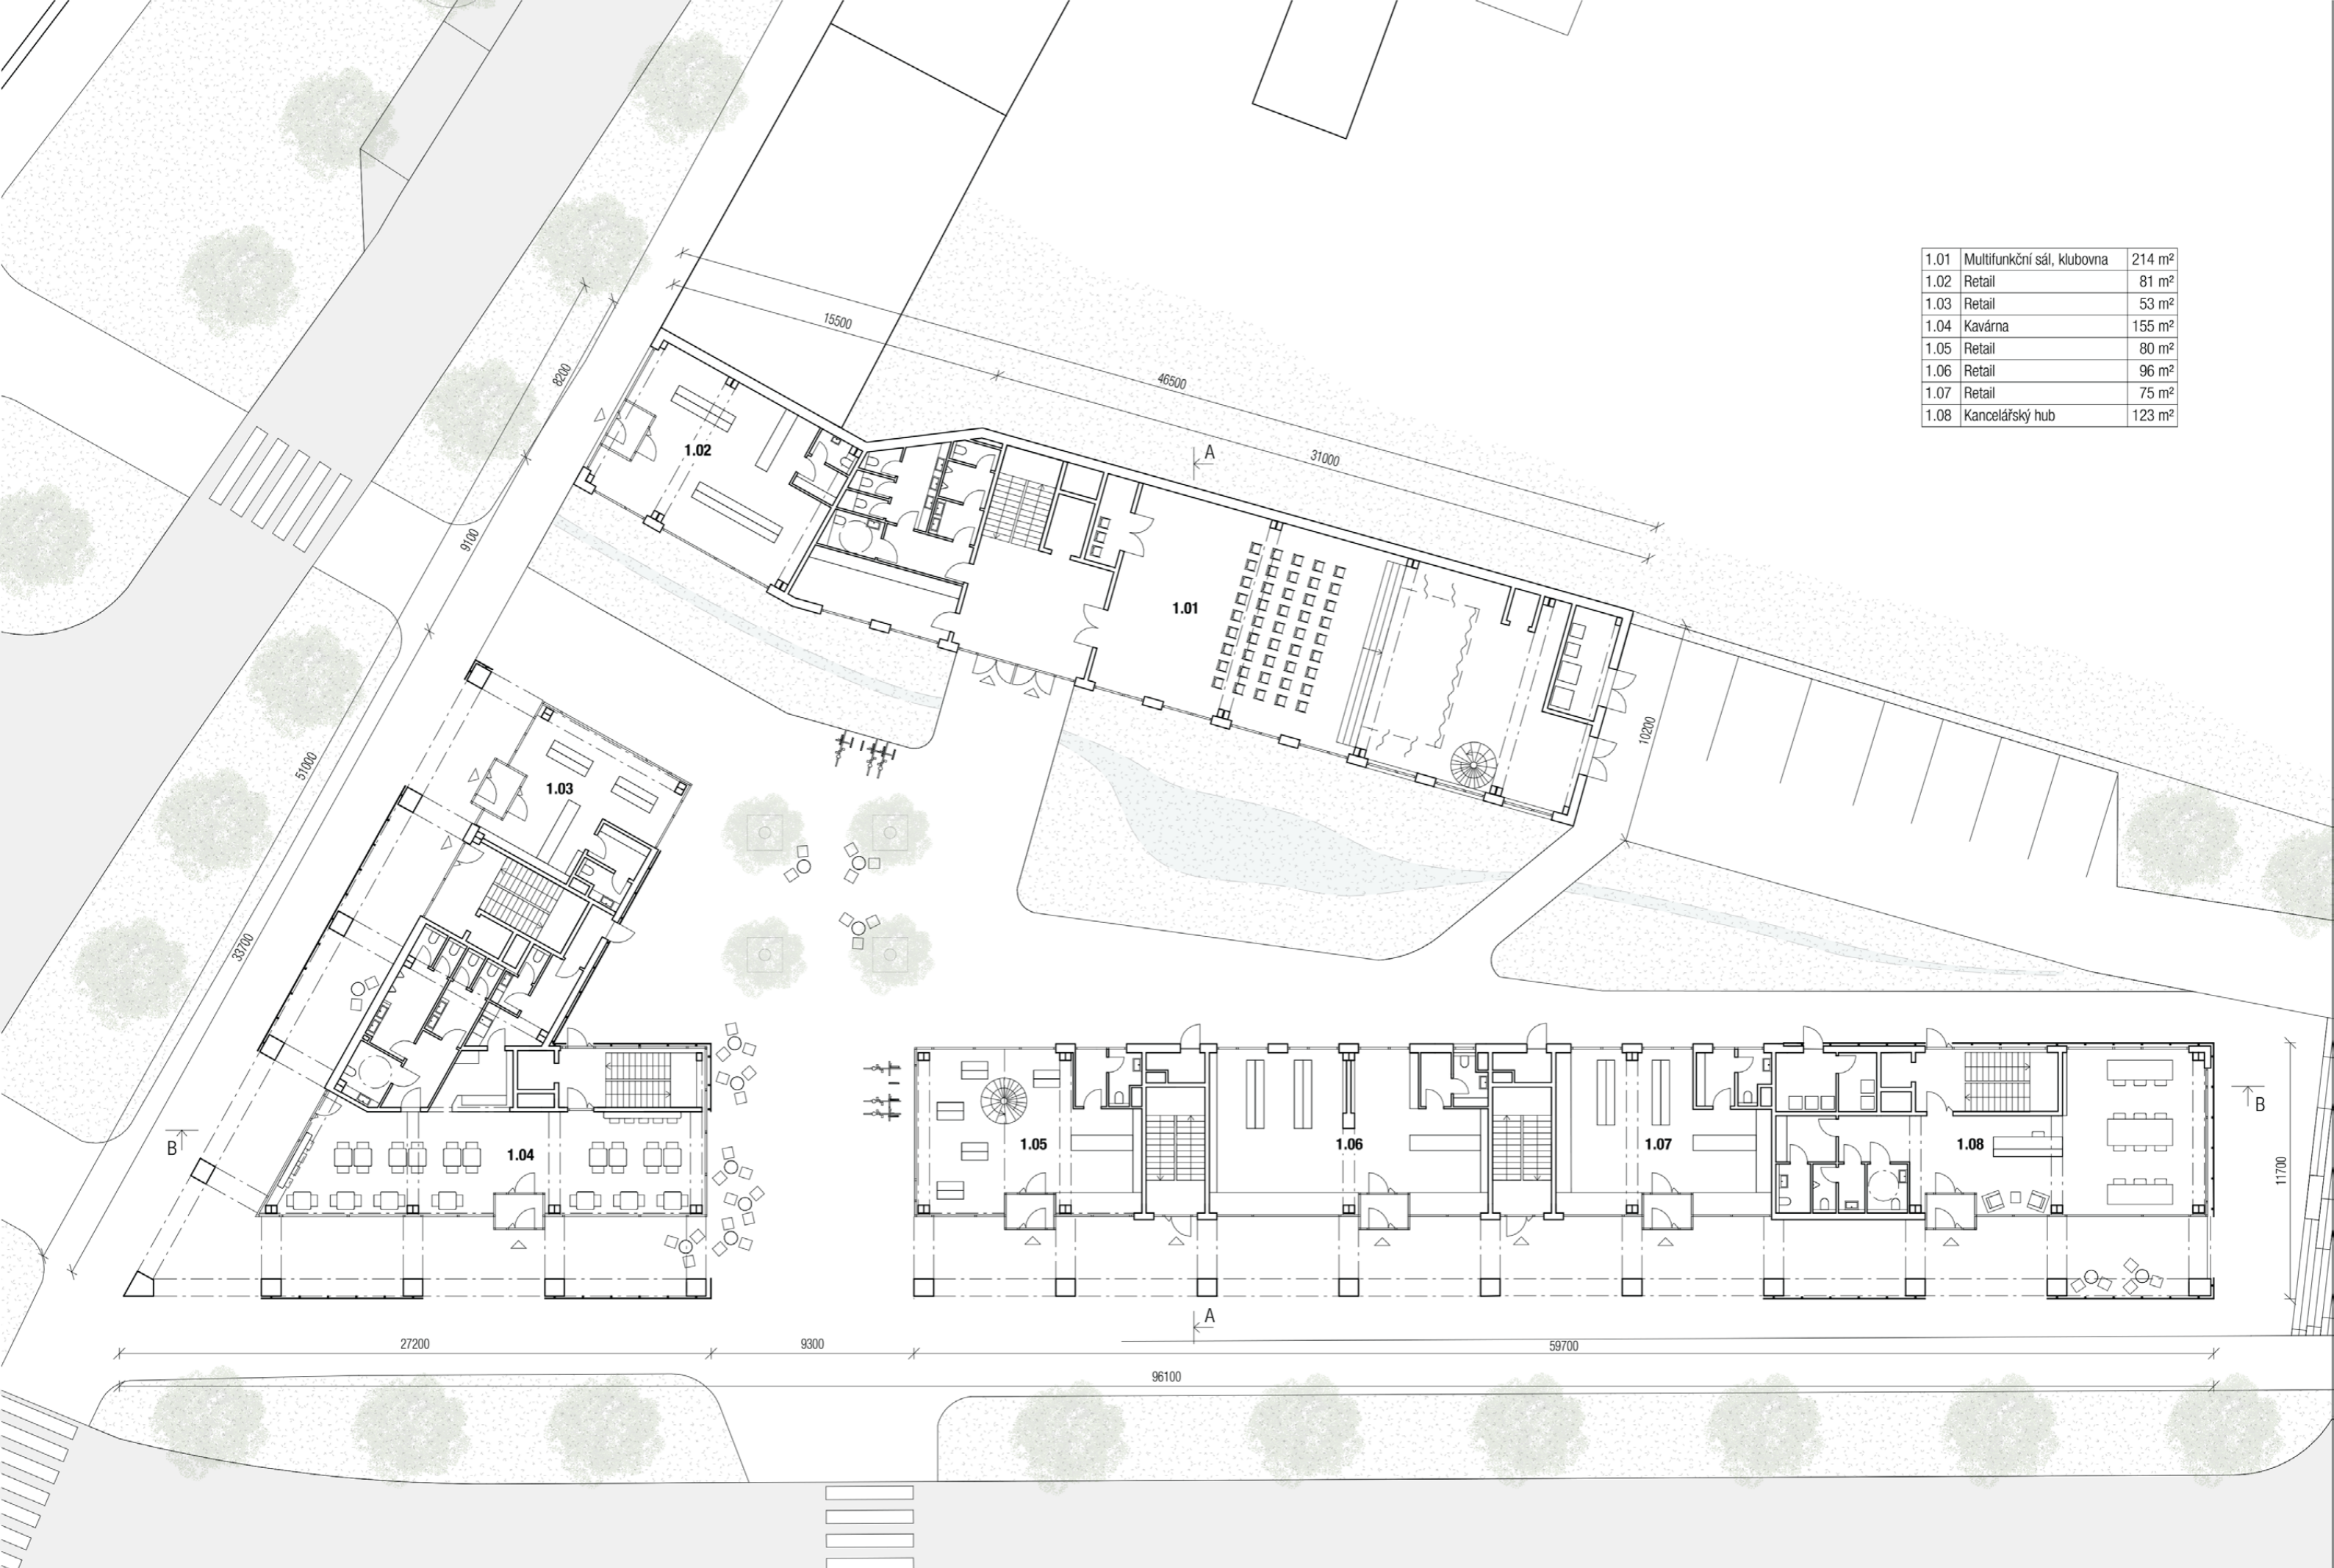 1.01 Multifunkční sál, klubovna 214 m²
1.02 Retail 81 m²
1.03 Retail 53 m²
1.04 Kavárna 155 m²
1.05 Retail 80 m²
1.06 Retail 96 m²
1.07 Retail 75 m²
1.08 Kancelářský hub 123 m²
15500
46500
8200
31000
A
1.02
9100
1.01
10200
51000
1.03
33700
B
1.04
1.05
1.06
1.07
1.08
B
11700
A
27200
9300
59700
96100